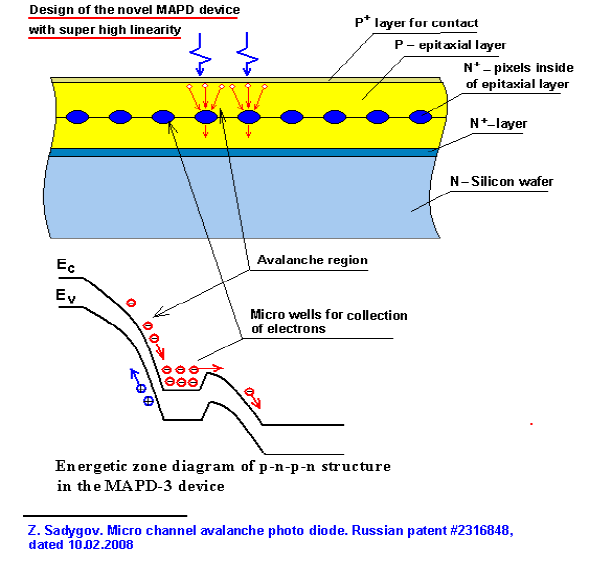 Design of the novel MAPD device
with super high linearity
P+ layer for contact
P – epitaxial layer
N+ – pixels inside
of epitaxial layer
N+–layer
N – Silicon wafer
Avalanche region
Ec
Ev
Micro wells for collection
of electrons
Energetic zone diagram of p-n-p-n structure
in the MAPD-3 device
Z. Sadygov. Micro channel avalanche photo diode. Russian patent #2316848,
dated 10.02.2008